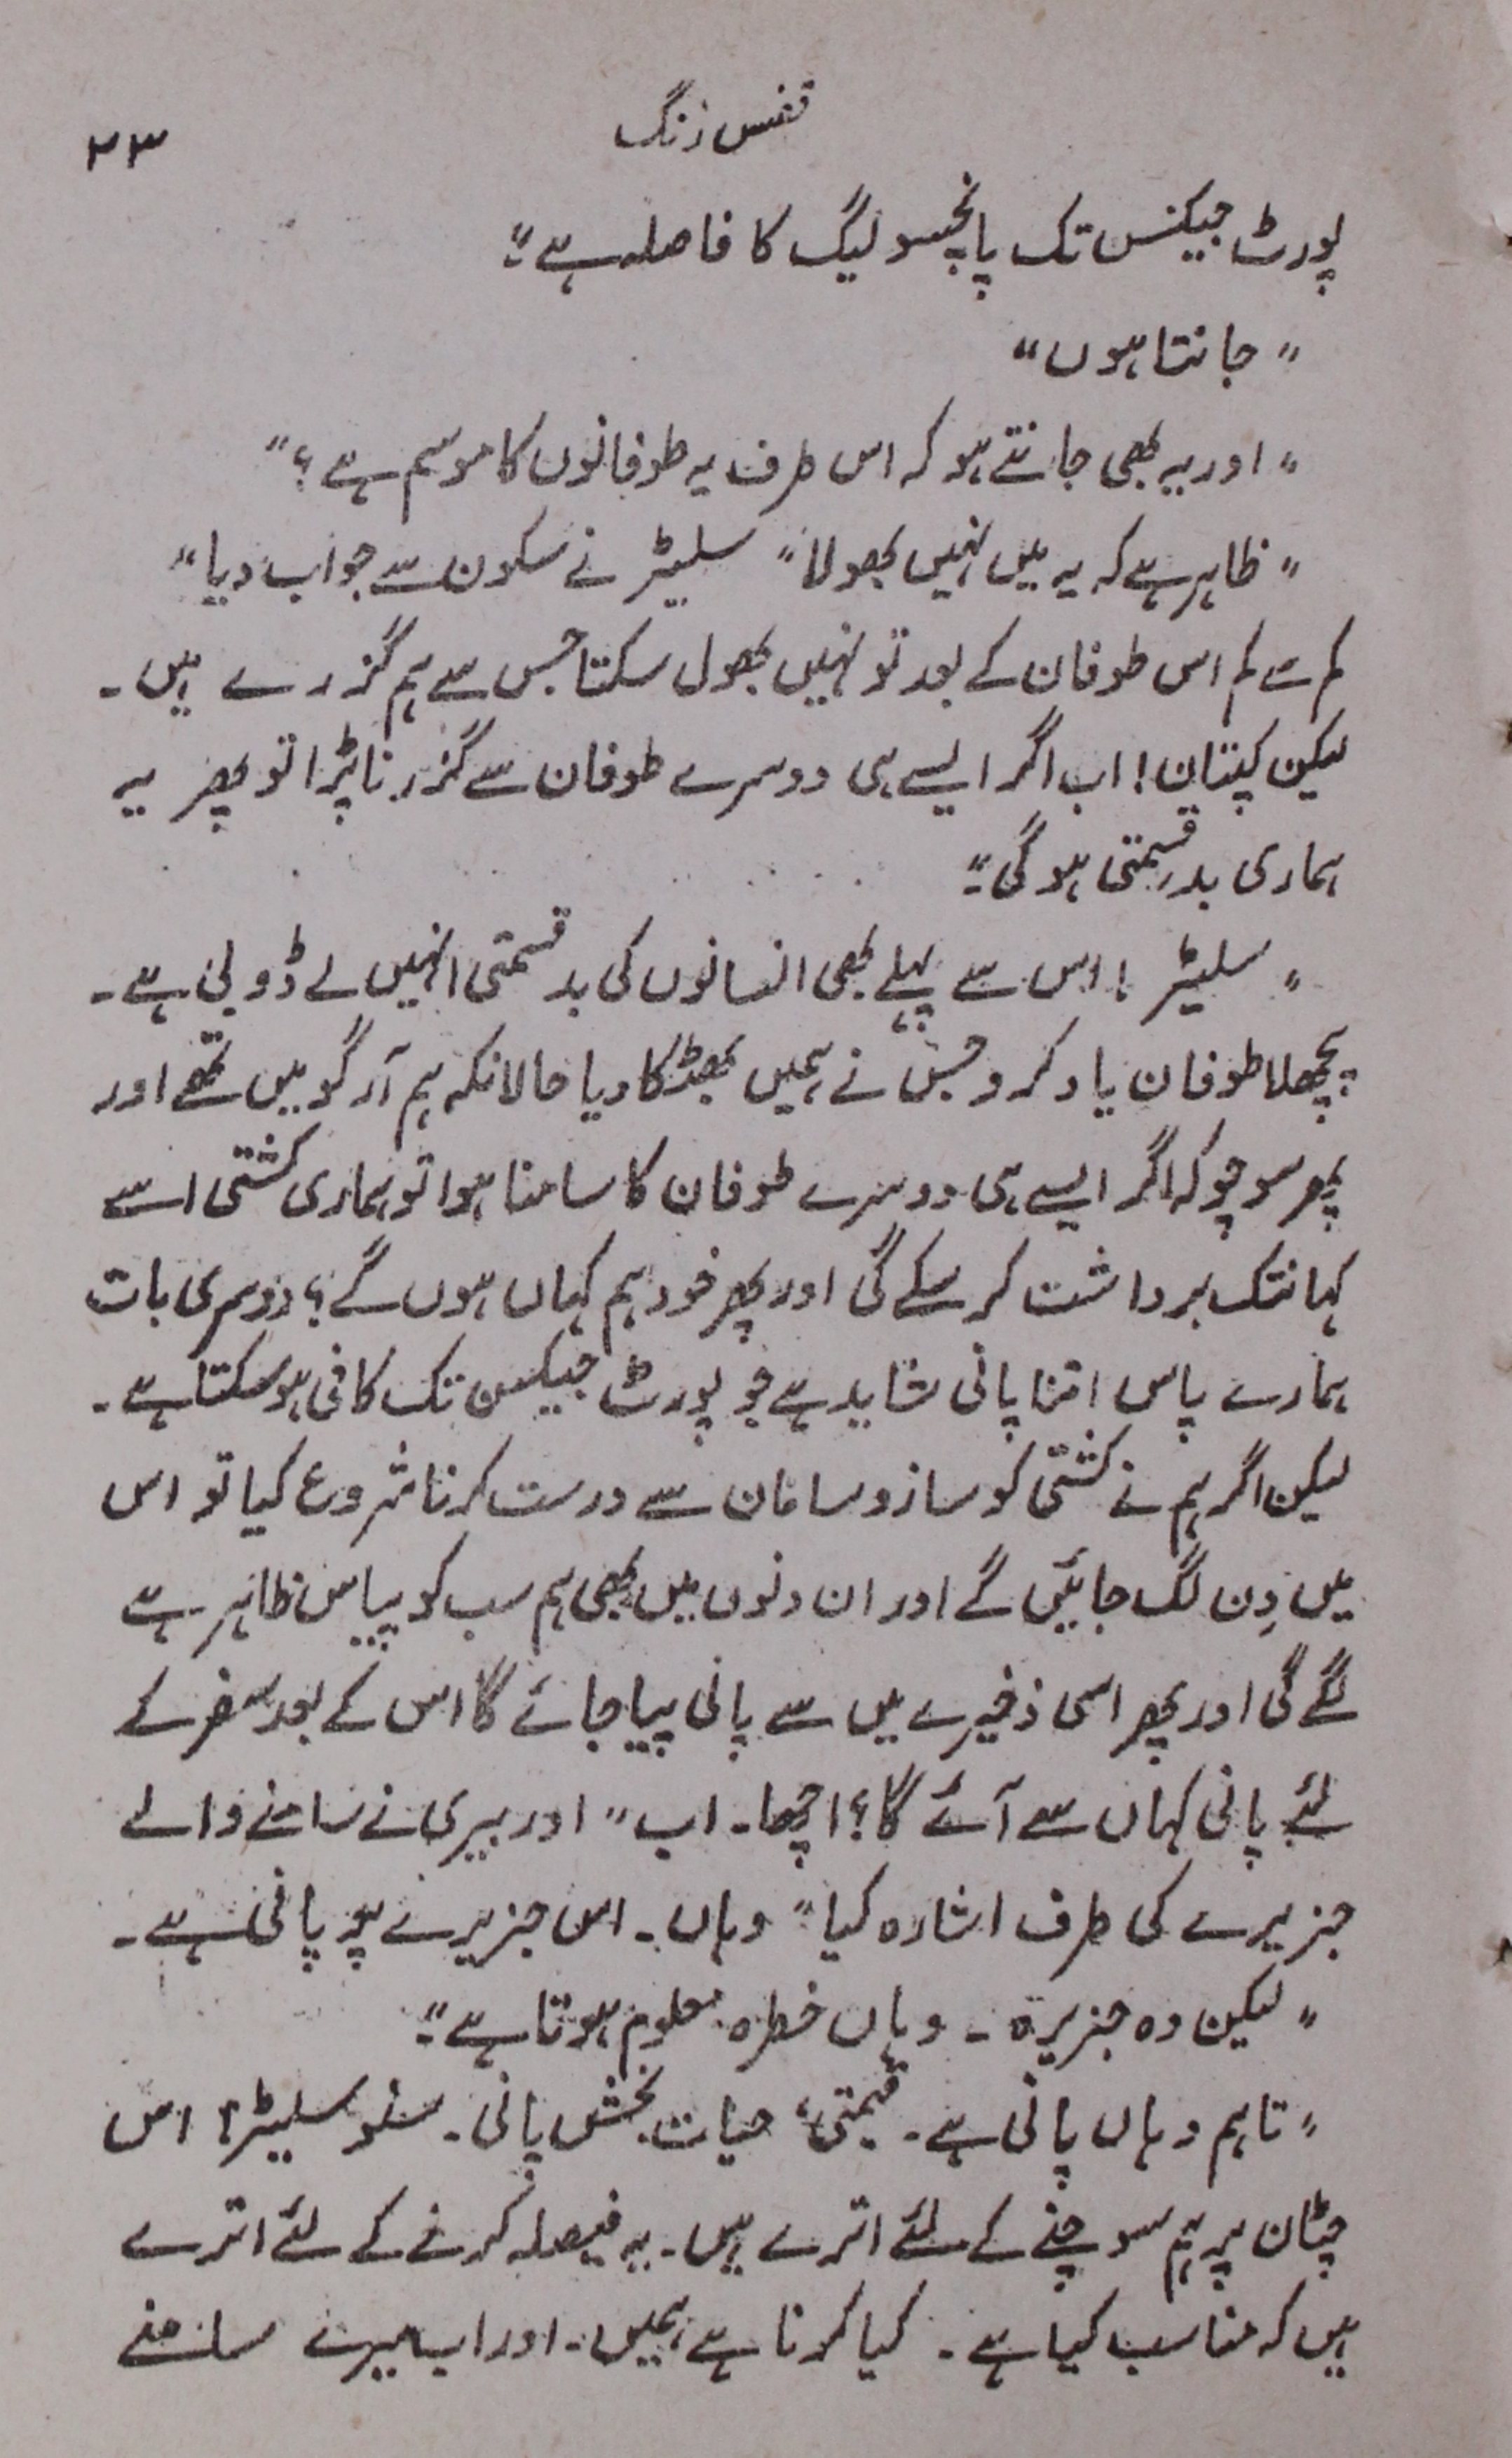 قفس زنگ
۲۳
پورٹ جیکسن تک پانچسو لیگ کا فاصلہ ہے۔"
"جانتا ہوں"
"اور یہ بھی جانتے ہو کہ اس طرف یہ طوفانوں کا موسم ہے؟"
"ظاہر ہے کہ یہ میں نہیں بھولا" سلیٹر نے سکون سے جواب دیا"
کم سے کم اس طوفان کے بعد تو نہیں بھول سکتا جس سے ہم گزرے ہیں۔
لیکن کپتان! اب اگر ایسے ہی دوسرے طوفان سے گزرنا پڑا تو پھر یہ
ہماری بدقسمتی ہوگی۔"
"سلیٹر! اس سے پہلے بھی انسانوں کی بدقسمتی انہیں لے ڈوبی ہے۔
پچھلا طوفان یاد کرو جس نے ہمیں بھڑکا دیا حالانکہ ہم آرگو میں تھے اور
پھر سوچو کہ اگر ایسے ہی دوسرے طوفان کا سامنا ہوا تو ہماری کشتی اسے
کہانتک برداشت کر سکے گی اور پھر خود ہم کہاں ہوں گے؟ دوسری بات
ہمارے پاس اتنا پانی شاید ہے جو پورٹ جیکسن تک کافی ہو سکتا ہے۔
لیکن اگر ہم نے کشتی کو ساز و سامان سے درست کرنا شروع کیا تو اس
میں دِن لگ جائیں گے اور ان دنوں میں بھی ہم سب کو پیاس ظاہر ہے
لگے گی اور پھر اسی ذخیرے میں سے پانی پیا جائے گا اس کے بعد سفر کے
لئے پانی کہاں سے آئے گا؟ اچھا۔ اب" اور بیری نے سامنے والے
جزیرے کی طرف اشارہ کیا" وہاں۔ اس جزیرے پر پانی ہے۔
"لیکن وہ جزیرہ۔ وہاں خطرہ معلوم ہوتا ہے۔"
"تاہم وہاں پانی ہے۔ قیمتی، حیات بخش پانی۔ سنو سلیٹر! اس
چٹان پر ہم سوچنے کے لئے اترے ہیں۔ یہ فیصلہ کرنے کے لئے اترے
ہیں کہ مناسب کیا ہے۔ کیا کرنا ہے ہمیں۔ اور اب میرے سامنے